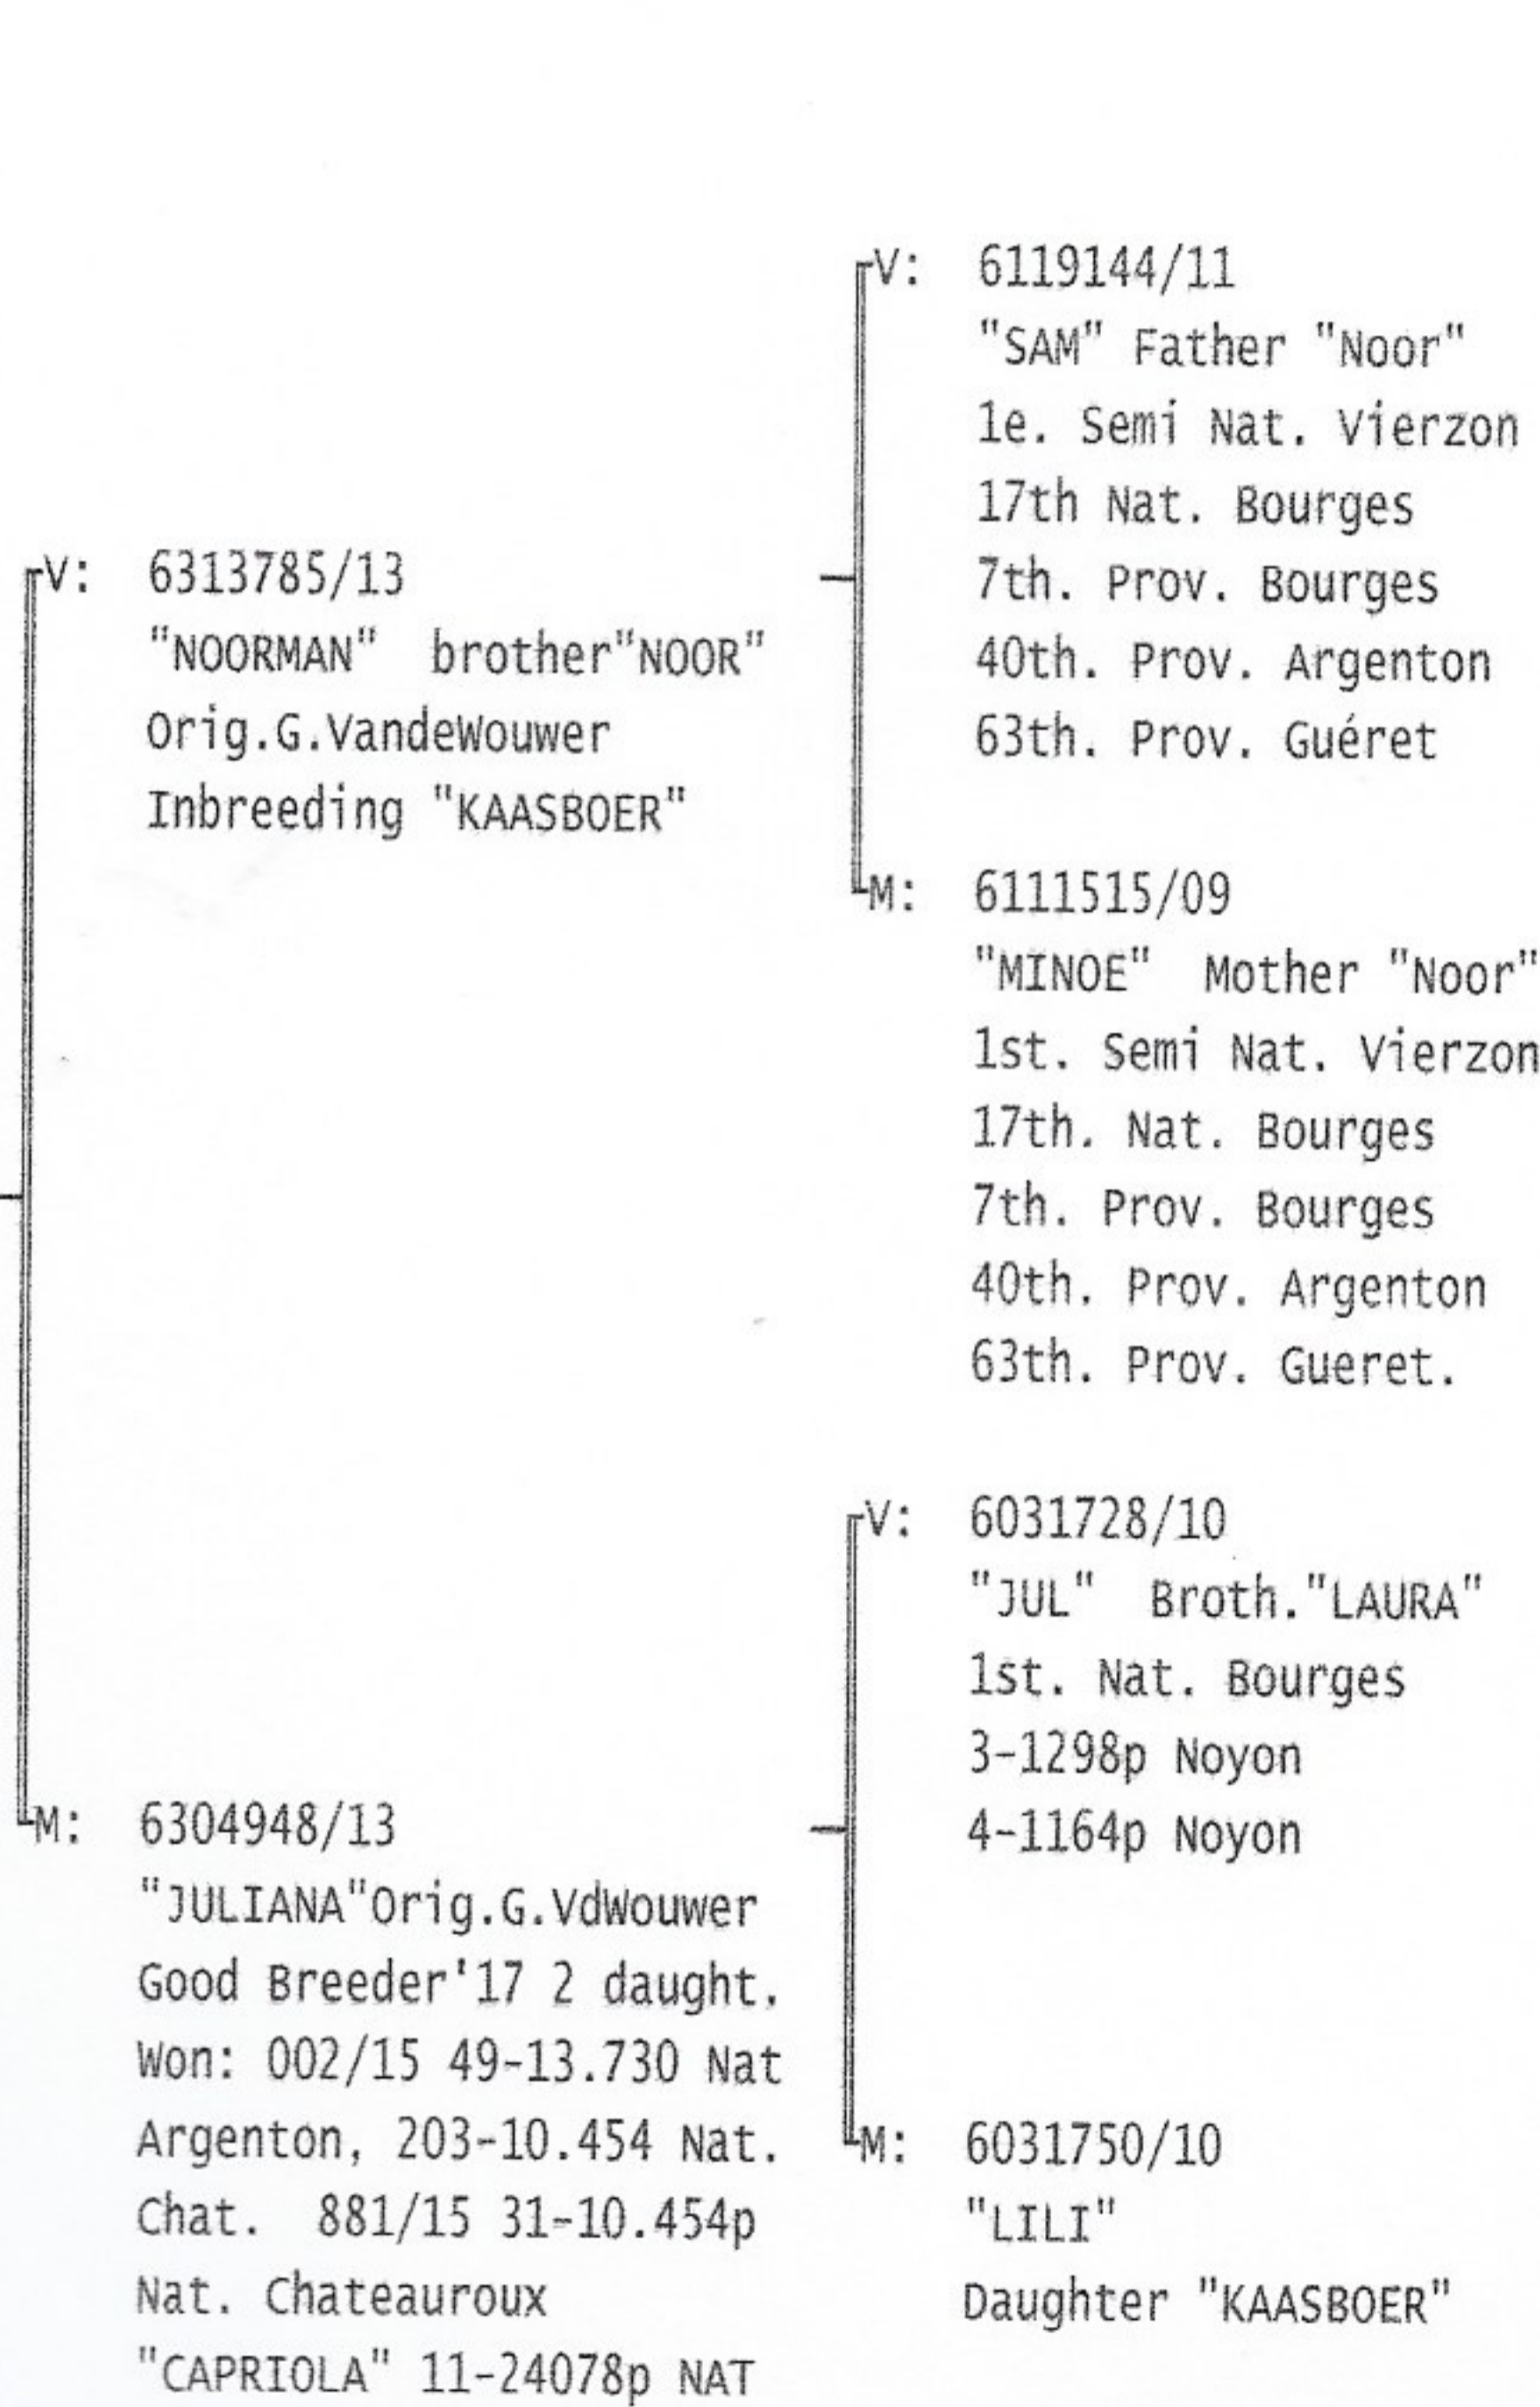 V: 6119144/11
"SAM" Father "Noor"
1e. Semi Nat. Vierzon
17th Nat. Bourges
7th. Prov. Bourges
40th. Prov. Argenton
63th. Prov. Guéret
V: 6313785/13
"NOORMAN" brother"NOOR"
Orig.G.VandeWouwer
Inbreeding "KAASBOER"
M: 6111515/09
"MINOE" Mother "Noor"
1st. Semi Nat. Vierzon
17th. Nat. Bourges
7th. Prov. Bourges
40th. Prov. Argenton
63th. Prov. Gueret.
V: 6031728/10
"JUL" Broth."LAURA"
1st. Nat. Bourges
3-1298p Noyon
4-1164p Noyon
M: 6304948/13
"JULIANA"Orig.G.VdWouwer
Good Breeder'17 2 daught.
Won: 002/15 49-13.730 Nat
Argenton, 203-10.454 Nat.
Chat. 881/15 31-10.454p
Nat. Chateauroux
"CAPRIOLA" 11-24078p NAT
M: 6031750/10
"LILI"
Daughter "KAASBOER"